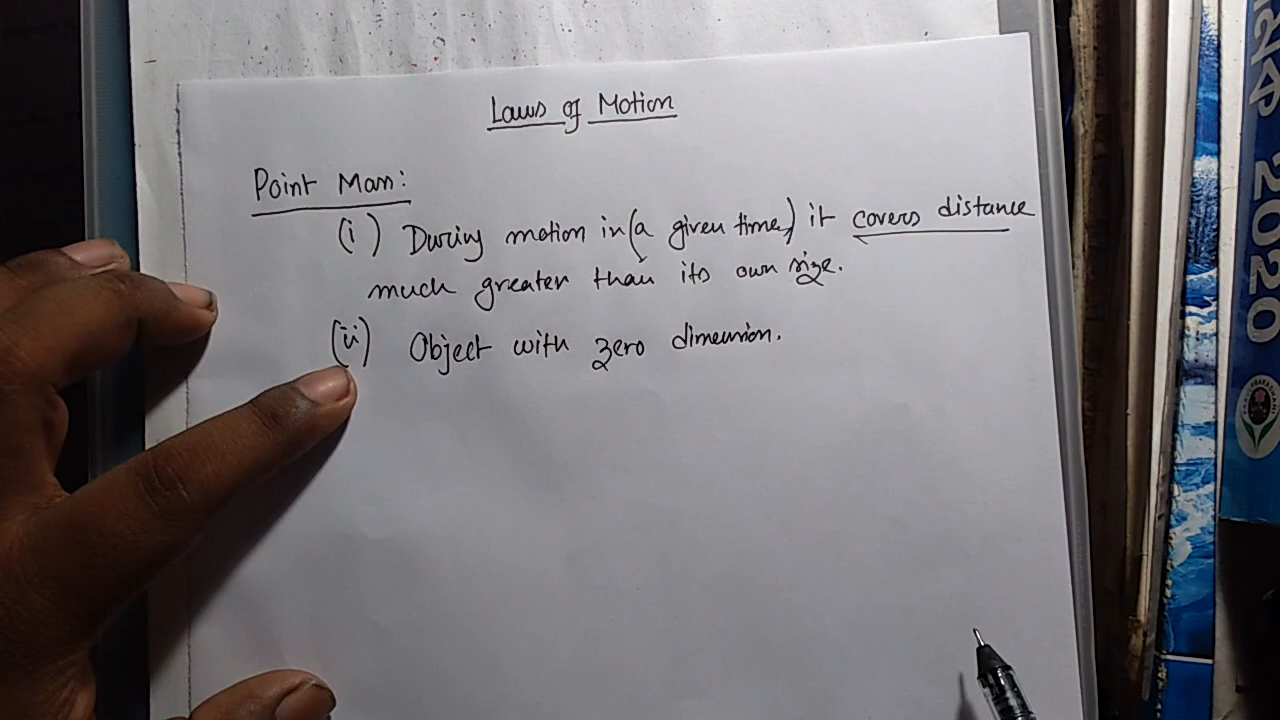 Laws of Motion
Point Mass:
(i) During motion in (a given time) it covers distance
much greater than its own size.
(ii) Object with zero dimension.
2020